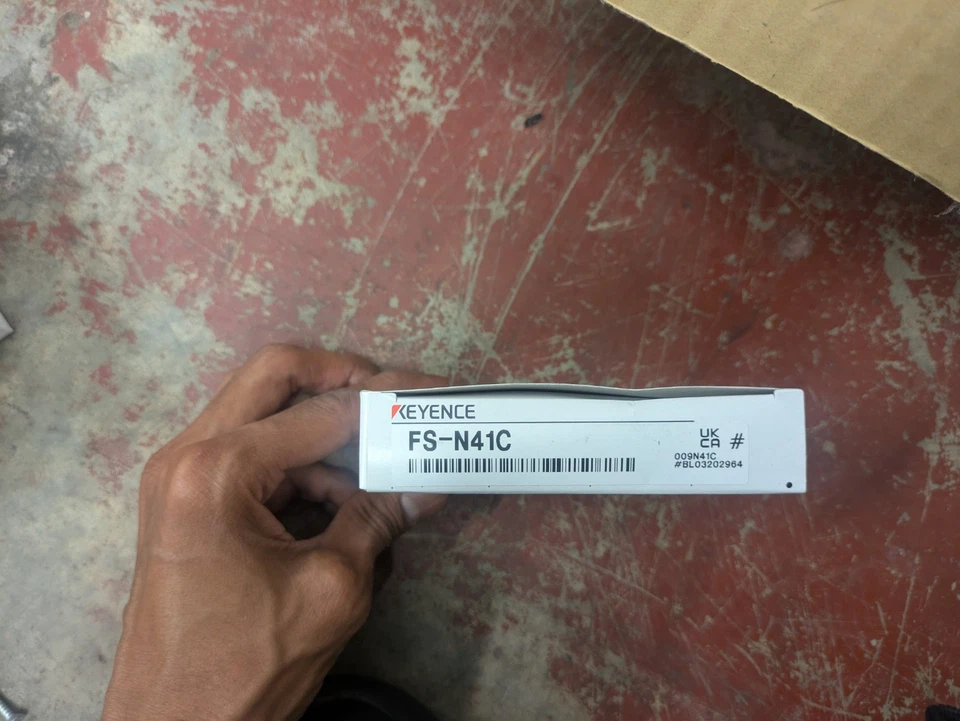 KEYENCE
FS-N41C
UK
CA #
009N41C
#BL03202964